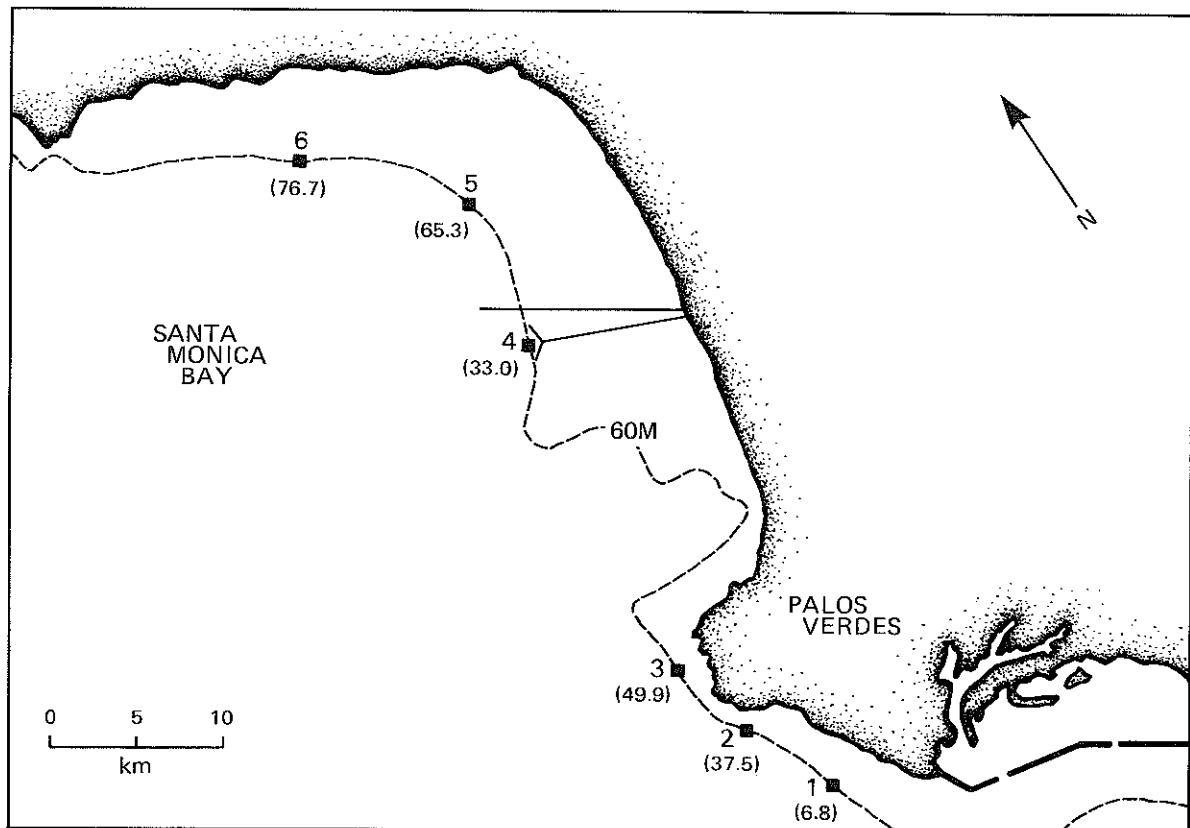 6
(76.7)
5
(65.3)
N
SANTA
MONICA
BAY
4
(33.0)
60M
PALOS
VERDES
3
(49.9)
2
(37.5)
1
(6.8)
0 5 10
km